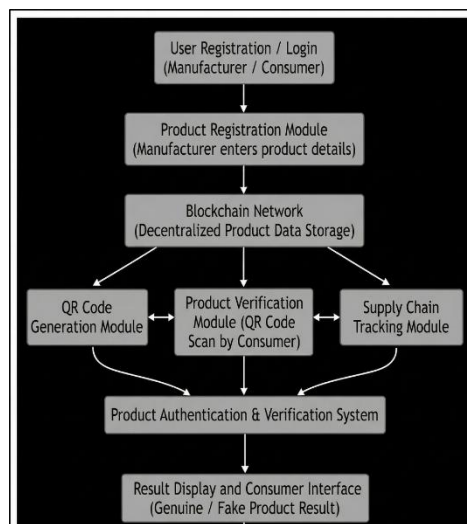 User Registration / Login
(Manufacturer / Consumer)
Product Registration Module
(Manufacturer enters product details)
Blockchain Network
(Decentralized Product Data Storage)
QR Code
Generation Module
Product Verification
Module (QR Code
Scan by Consumer)
Supply Chain
Tracking Module
Product Authentication & Verification System
Result Display and Consumer Interface
(Genuine / Fake Product Result)